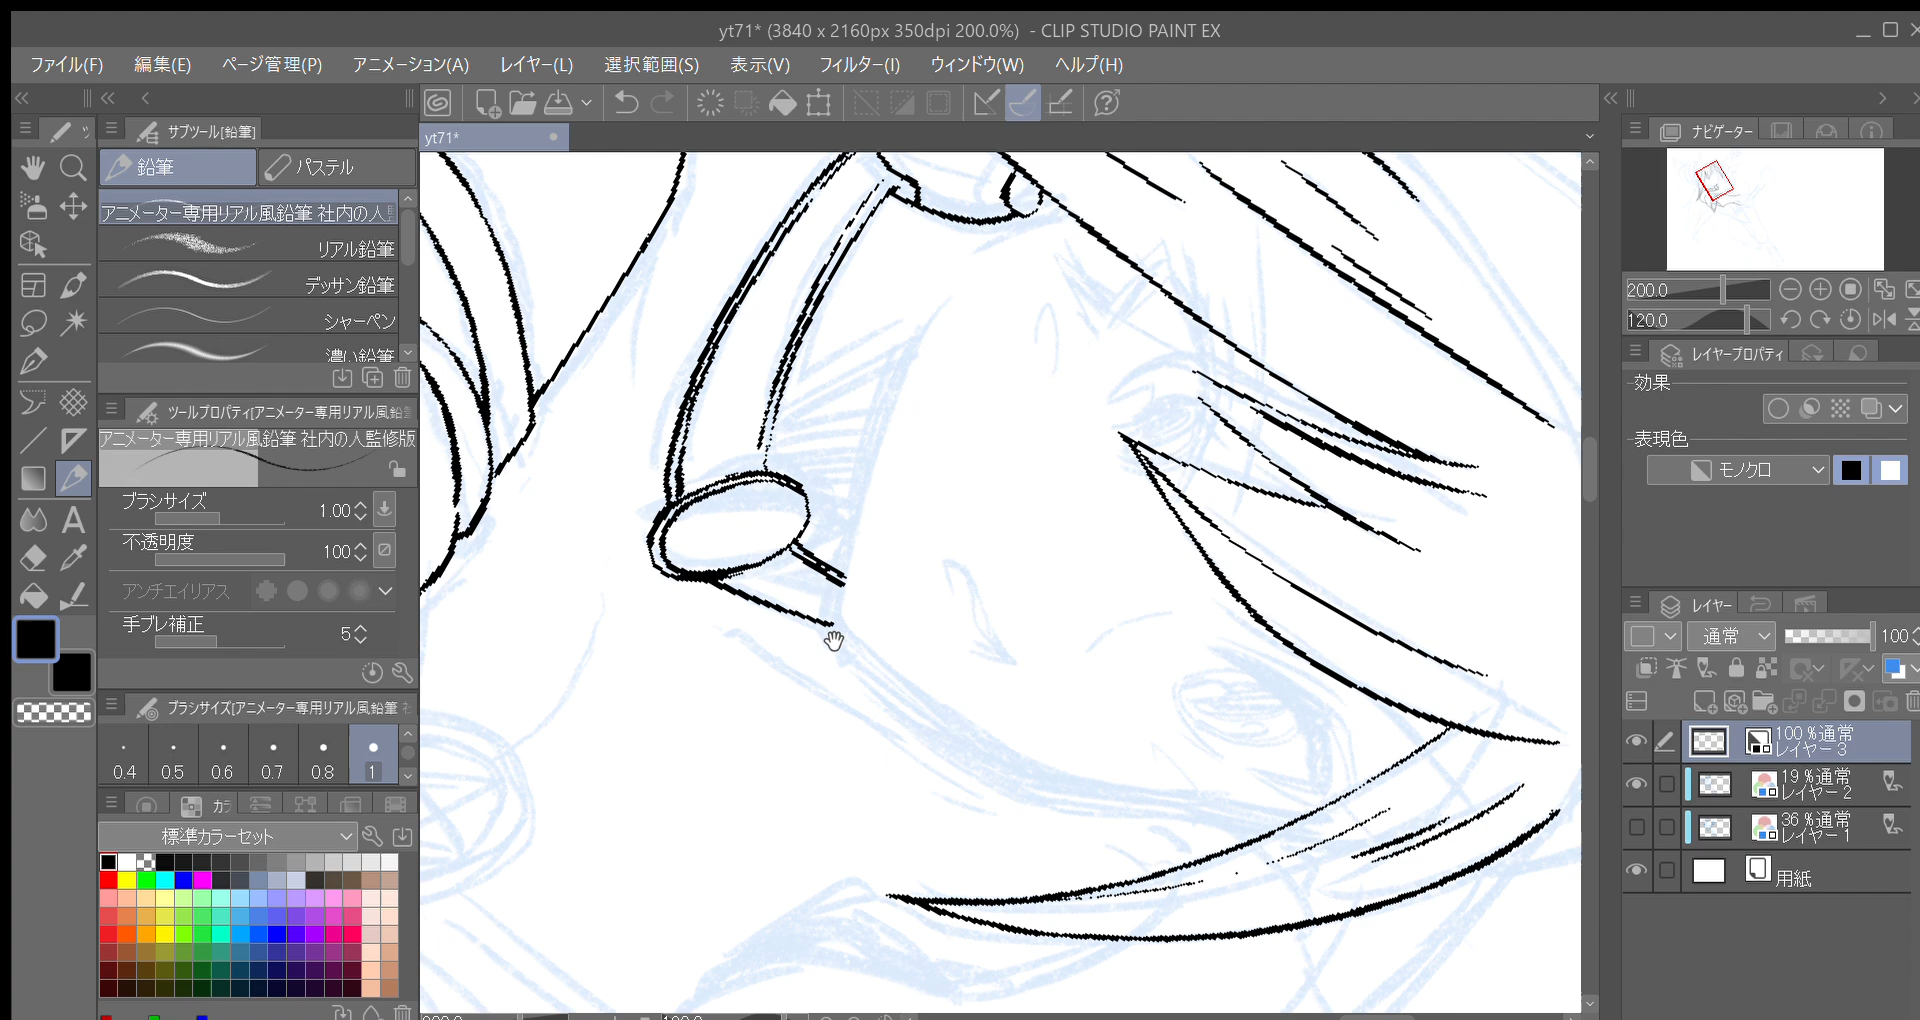 yt71* (3840 x 2160px 350dpi 200.0%) - CLIP STUDIO PAINT EX
ファイル(F) 編集(E) ページ管理(P) アニメーション(A) レイヤー(L) 選択範囲(S) 表示(V) フィルター(I) ウィンドウ(W) ヘルプ(H)
サブツール[鉛筆]
yt71*
鉛筆 パステル
アニメーター専用リアル風鉛筆 社内の人
リアル鉛筆
デッサン鉛筆
シャーペン
濃い鉛筆
ツールプロパティ[アニメーター専用リアル風鉛
アニメーター専用リアル風鉛筆 社内の人監修版
ブラシサイズ 1.00
不透明度 100
アンチエイリアス
手ブレ補正 5
ブラシサイズ[アニメーター専用リアル風鉛筆
0.4 0.5 0.6 0.7 0.8 1
カラ
標準カラーセット
ナビゲーター
200.0
120.0
レイヤープロパティ
効果
表現色
モノクロ
レイヤー
通常 100
100 %通常
レイヤー 3
19 %通常
レイヤー 2
36 %通常
レイヤー 1
用紙